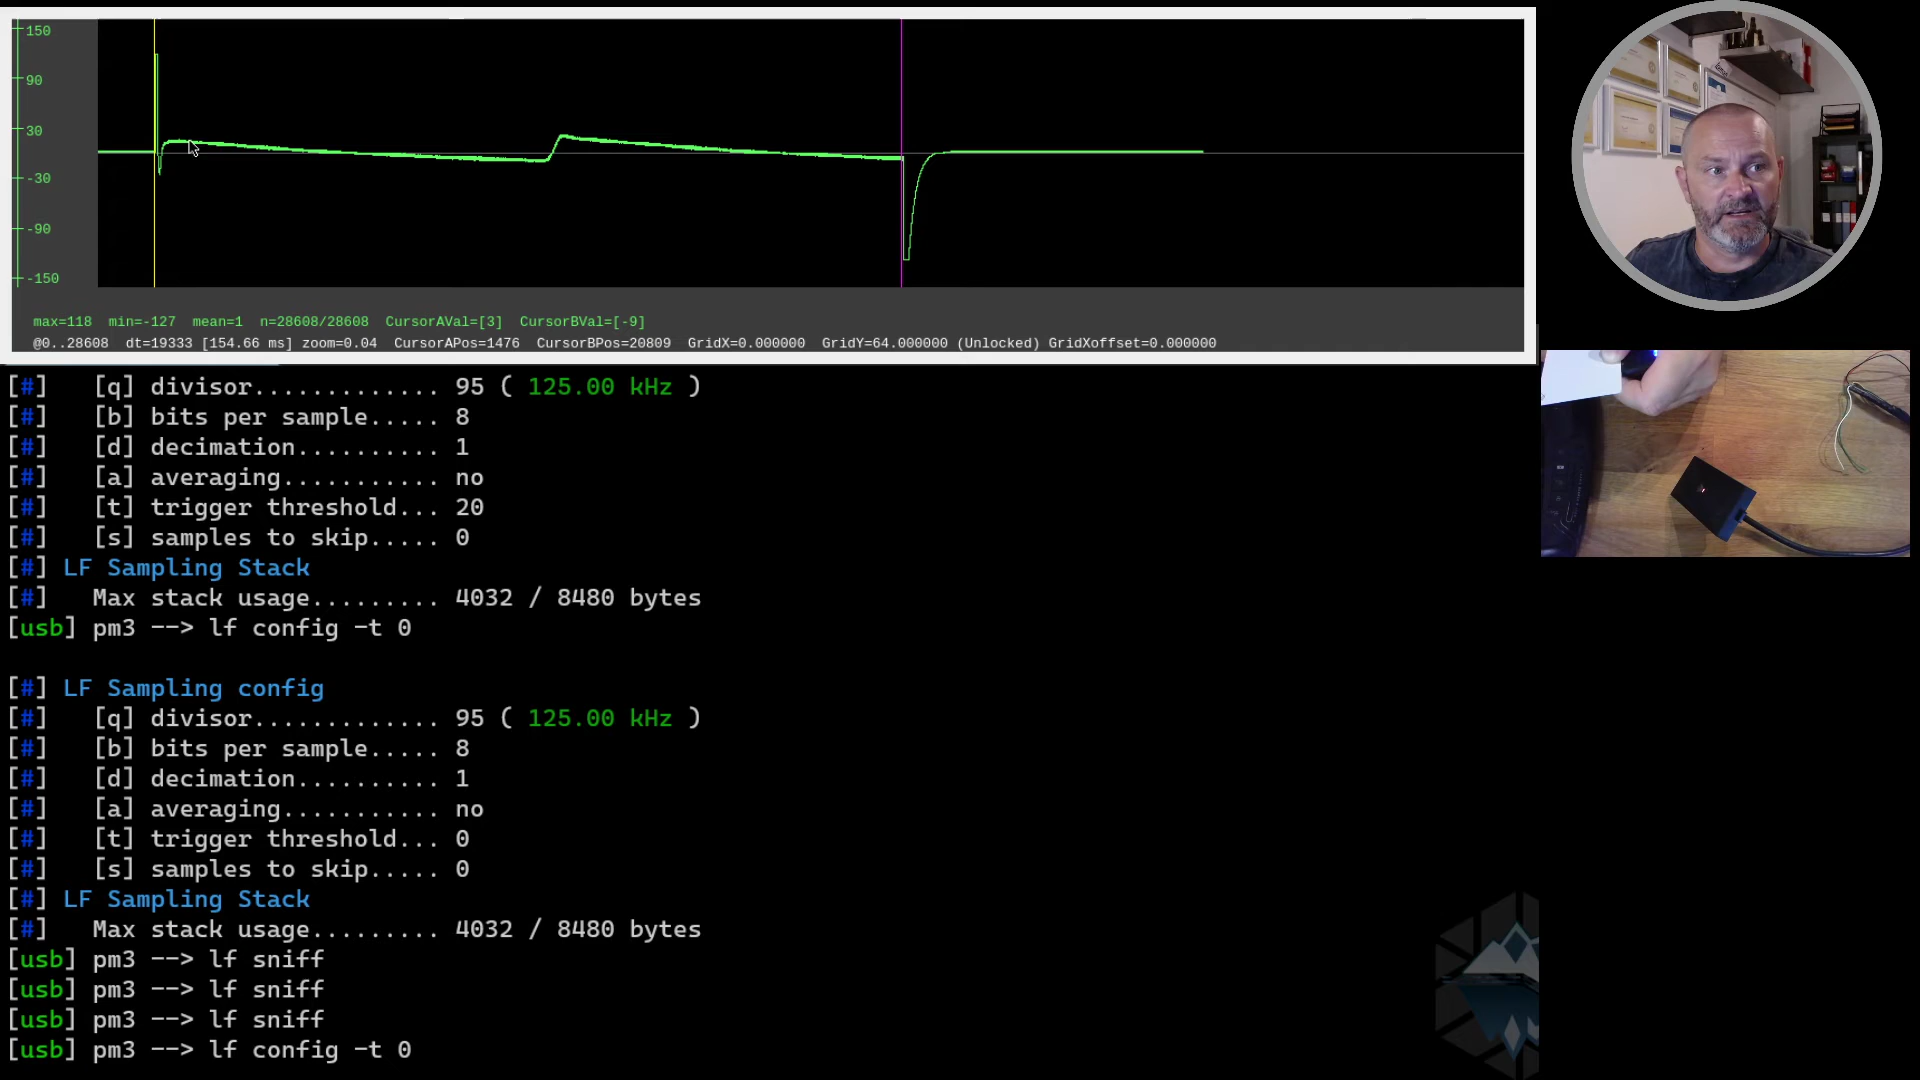 150
90
30
-30
-90
-150
max=118 min=-127 mean=1 n=28608/28608 CursorAVal=[3] CursorBVal=[-9]
@0..28608 dt=19333 [154.66 ms] zoom=0.04 CursorAPos=1476 CursorBPos=20809 GridX=0.000000 GridY=64.000000 (Unlocked) GridXoffset=0.000000
[#] [q] divisor............. 95 ( 125.00 kHz )
[#] [b] bits per sample..... 8
[#] [d] decimation.......... 1
[#] [a] averaging........... no
[#] [t] trigger threshold... 20
[#] [s] samples to skip..... 0
[#] LF Sampling Stack
[#] Max stack usage......... 4032 / 8480 bytes
[usb] pm3 --> lf config -t 0
[#] LF Sampling config
[#] [q] divisor............. 95 ( 125.00 kHz )
[#] [b] bits per sample..... 8
[#] [d] decimation.......... 1
[#] [a] averaging........... no
[#] [t] trigger threshold... 0
[#] [s] samples to skip..... 0
[#] LF Sampling Stack
[#] Max stack usage......... 4032 / 8480 bytes
[usb] pm3 --> lf sniff
[usb] pm3 --> lf sniff
[usb] pm3 --> lf sniff
[usb] pm3 --> lf config -t 0